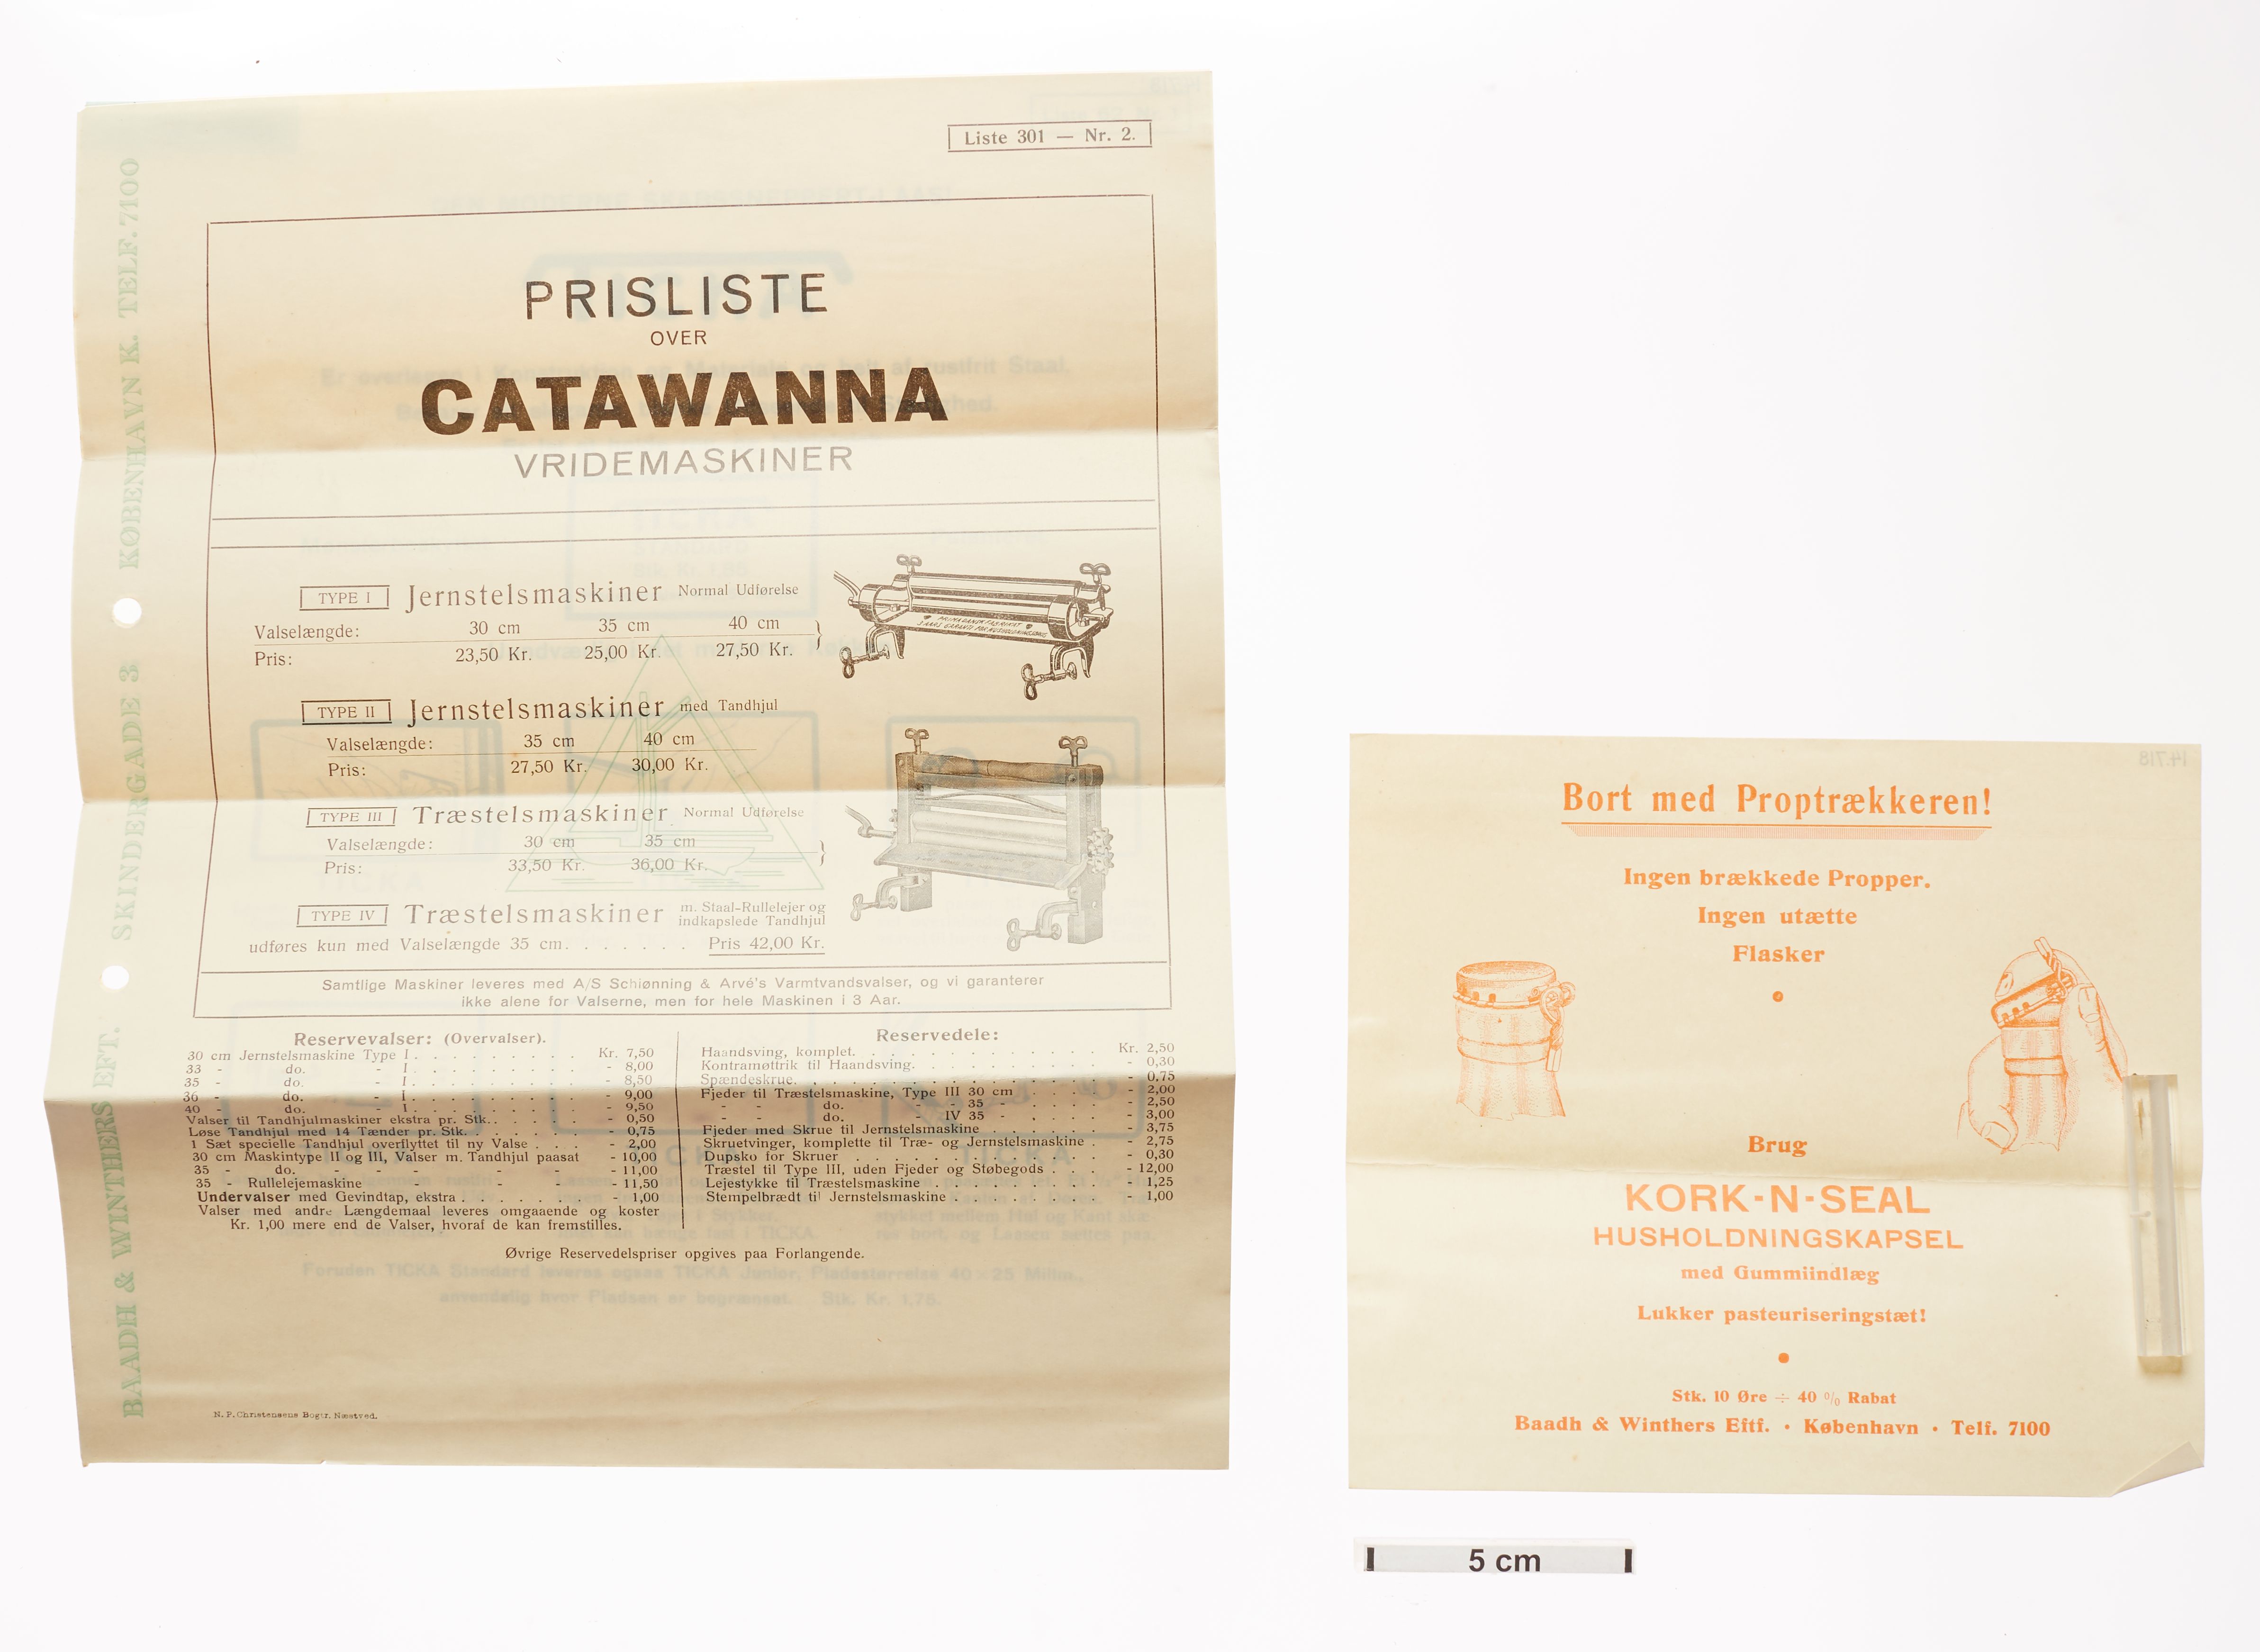 Liste 301 — Nr. 2.
PRISLISTE
OVER
CATAWANNA
VRIDEMASKINER
TYPE I Jernstelsmaskiner Normal Udførelse
Valselængde: 30 cm 35 cm 40 cm
Pris: 23,50 Kr. 25,00 Kr. 27,50 Kr.
PRIMA DANSK FABRIKAT
3 AARS GARANTI FOR HUSHOLDNINGSBRUG
TYPE II Jernstelsmaskiner med Tandhjul
Valselængde: 35 cm 40 cm
Pris: 27,50 Kr. 30,00 Kr.
TYPE III Træstelsmaskiner Normal Udførelse
Valselængde: 30 cm 35 cm
Pris: 33,50 Kr. 36,00 Kr.
TYPE IV Træstelsmaskiner m. Staal-Rullelejer og
indkapslede Tandhjul
udføres kun med Valselængde 35 cm. . . . . . . Pris 42,00 Kr.
Samtlige Maskiner leveres med A/S Schiønning & Arvé's Varmtvandsvalser, og vi garanterer
ikke alene for Valserne, men for hele Maskinen i 3 Aar.
Reservevalser: (Overvalser).
30 cm Jernstelsmaskine Type I . . . . . . . . . Kr. 7,50
33 - do. - I . . . . . . . . . - 8,00
35 - do. - I . . . . . . . . . - 8,50
36 - do. - I . . . . . . . . . - 9,00
40 - do. - I . . . . . . . . . - 9,50
Valser til Tandhjulmaskiner ekstra pr. Stk. . . . . . - 0,50
Løse Tandhjul med 14 Tænder pr. Stk. . . . . . . - 0,75
1 Sæt specielle Tandhjul overflyttet til ny Valse . . . - 2,00
30 cm Maskintype II og III, Valser m. Tandhjul paasat - 10,00
35 - do. - - - - - 11,00
35 - Rullelejemaskine - - - - 11,50
Undervalser med Gevindtap, ekstra . . . . . . . - 1,00
Valser med andre Længdemaal leveres omgaaende og koster
Kr. 1,00 mere end de Valser, hvoraf de kan fremstilles.
Reservedele:
Haandsving, komplet. . . . . . . . . . . . Kr. 2,50
Kontramøttrik til Haandsving. . . . . . . . . - 0,30
Spændeskrue. . . . . . . . . . . . . . - 0,75
Fjeder til Træstelsmaskine, Type III 30 cm . . . . - 2,00
- - do. - - 35 - . . . . - 2,50
- - do. - IV 35 - . . . . - 3,00
Fjeder med Skrue til Jernstelsmaskine . . . . . . - 3,75
Skruetvinger, komplette til Træ- og Jernstelsmaskine . - 2,75
Dupsko for Skruer . . . . . . . . . . . . - 0,30
Træstel til Type III, uden Fjeder og Støbegods . . . - 12,00
Lejestykke til Træstelsmaskine . . . . . . . . - 1,25
Stempelbrædt til Jernstelsmaskine . . . . . . . - 1,00
Øvrige Reservedelspriser opgives paa Forlangende.
N. P. Christensens Bogtr. Næstved.
BAADH & WINTHERS EFT. SKINDERGADE 3 KØBENHAVN K. TELF. 7100
Bort med Proptrækkeren!
Ingen brækkede Propper.
Ingen utætte
Flasker
Brug
KORK-N-SEAL
HUSHOLDNINGSKAPSEL
med Gummiindlæg
Lukker pasteuriseringstæt!
Stk. 10 Øre ÷ 40 % Rabat
Baadh & Winthers Eftf. • København • Telf. 7100
14.718
5 cm